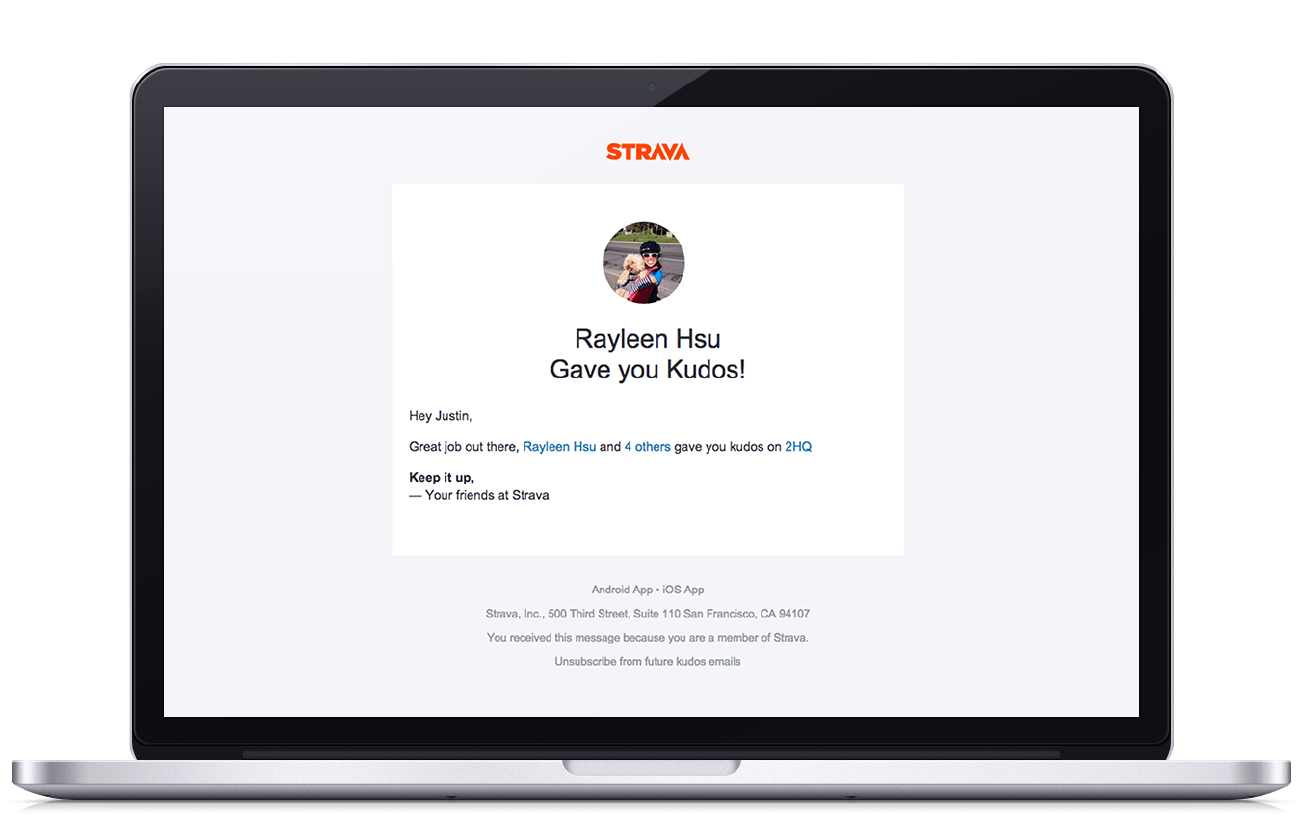 STRAVA
Rayleen Hsu
Gave you Kudos!
Hey Justin,
Great job out there, Rayleen Hsu and 4 others gave you kudos on 2HQ
Keep it up,
— Your friends at Strava
Android App • iOS App
Strava, Inc., 500 Third Street, Suite 110 San Francisco, CA 94107
You received this message because you are a member of Strava.
Unsubscribe from future kudos emails